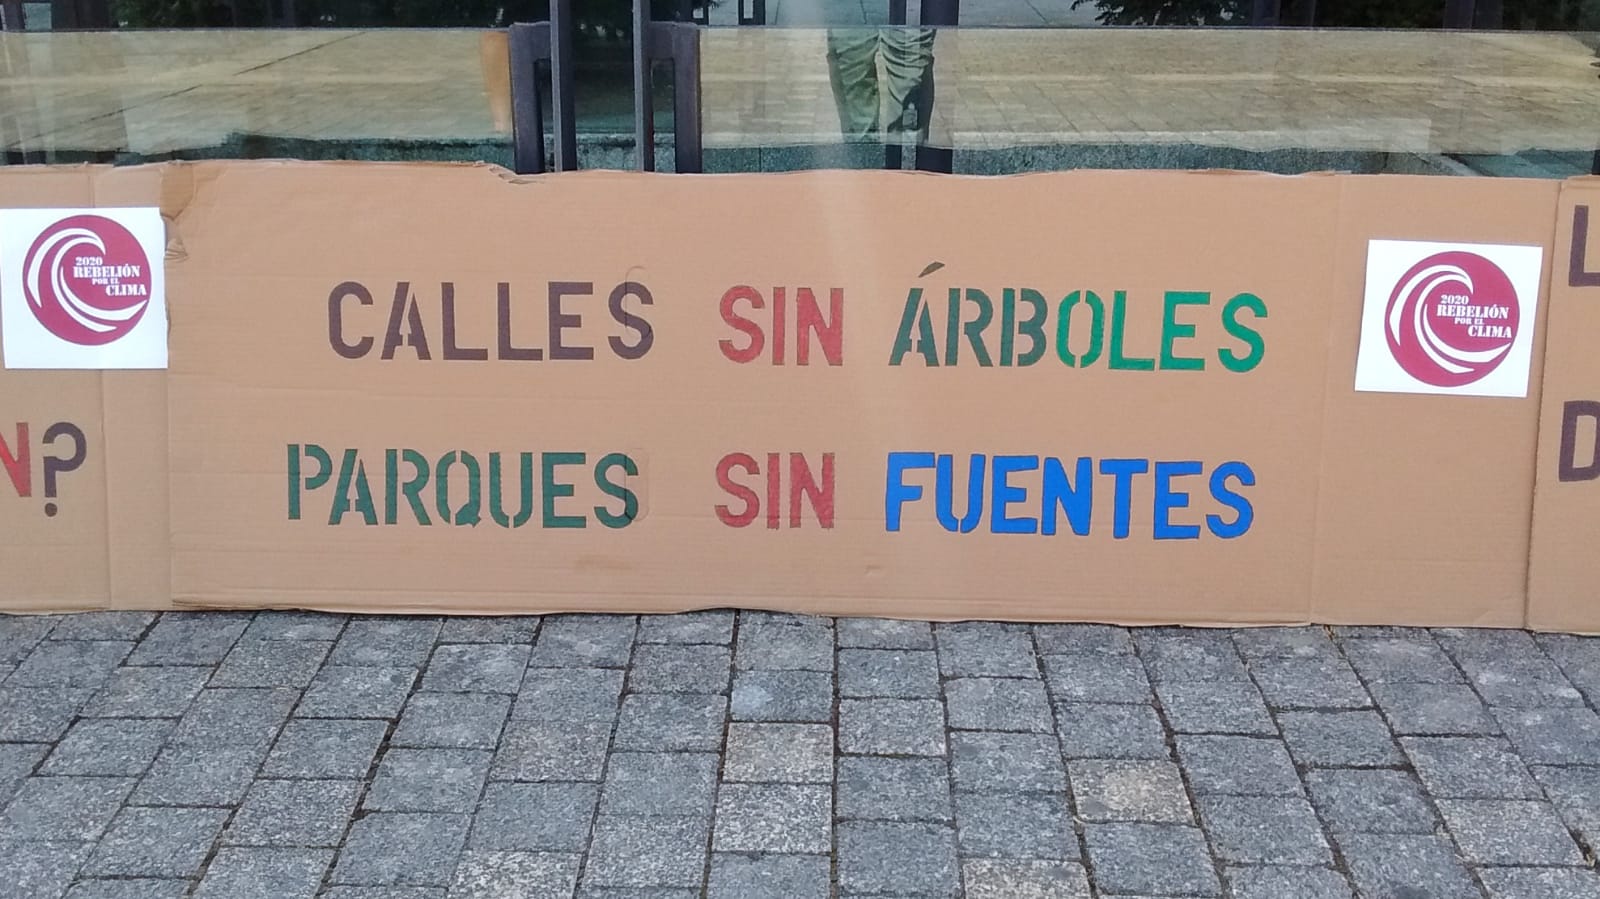 2020
REBELIÓN
POR EL
CLIMA
N?
CALLES SIN ÁRBOLES
PARQUES SIN FUENTES
2020
REBELIÓN
POR EL
CLIMA
L
D